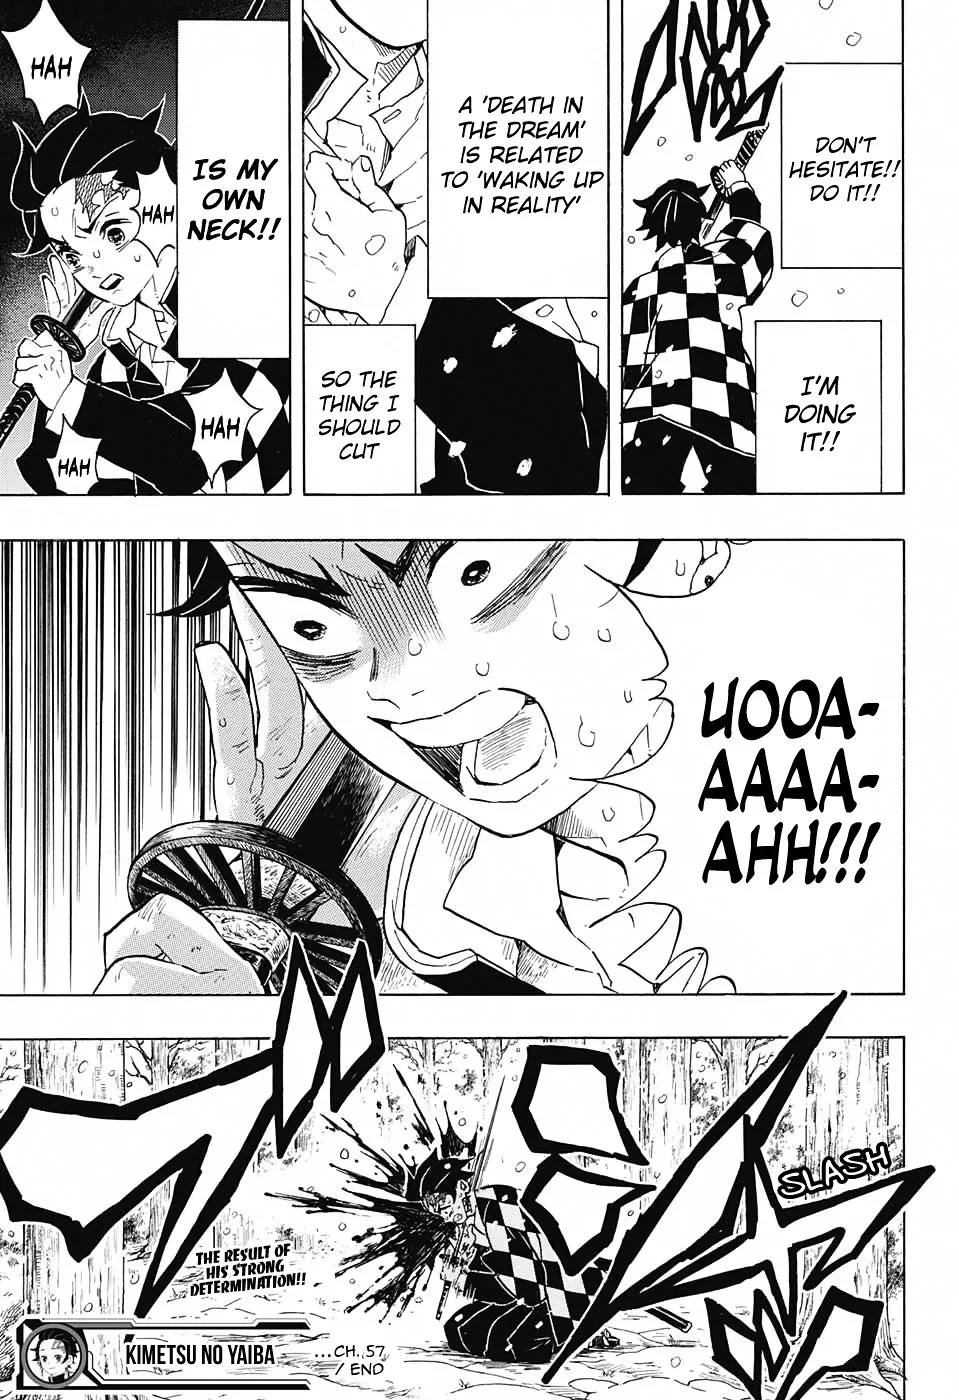 DON'T
HESITATE!!
DO IT!!
I'M
DOING
IT!!
A 'DEATH IN
THE DREAM'
IS RELATED
TO 'WAKING UP
IN REALITY'
SO THE
THING I
SHOULD
CUT
IS MY
OWN
NECK!!
HAH
HAH
HAH
HAH
UOOA-
AAAA-
AHH!!!
SLASH
THE RESULT OF
HIS STRONG
DETERMINATION!!
KIMETSU NO YAIBA
...CH. 57
/ END